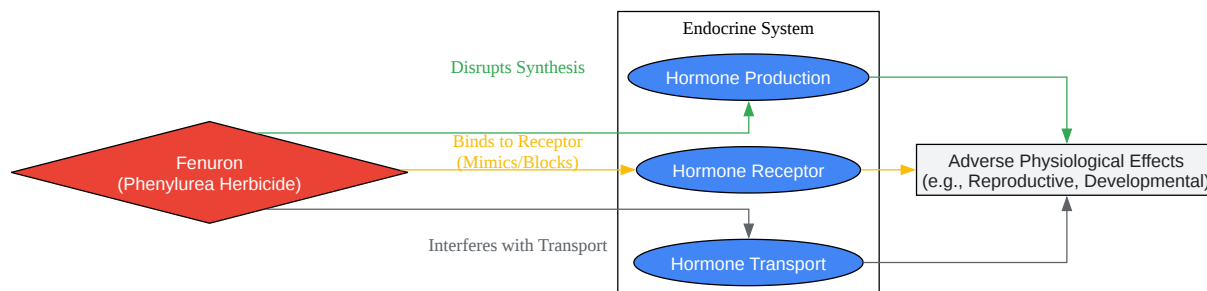 Endocrine System
Disrupts Synthesis
Hormone Production
Fenuron
(Phenylurea Herbicide)
Binds to Receptor
(Mimics/Blocks)
Hormone Receptor
Adverse Physiological Effects
(e.g., Reproductive, Developmental)
Interferes with Transport
Hormone Transport